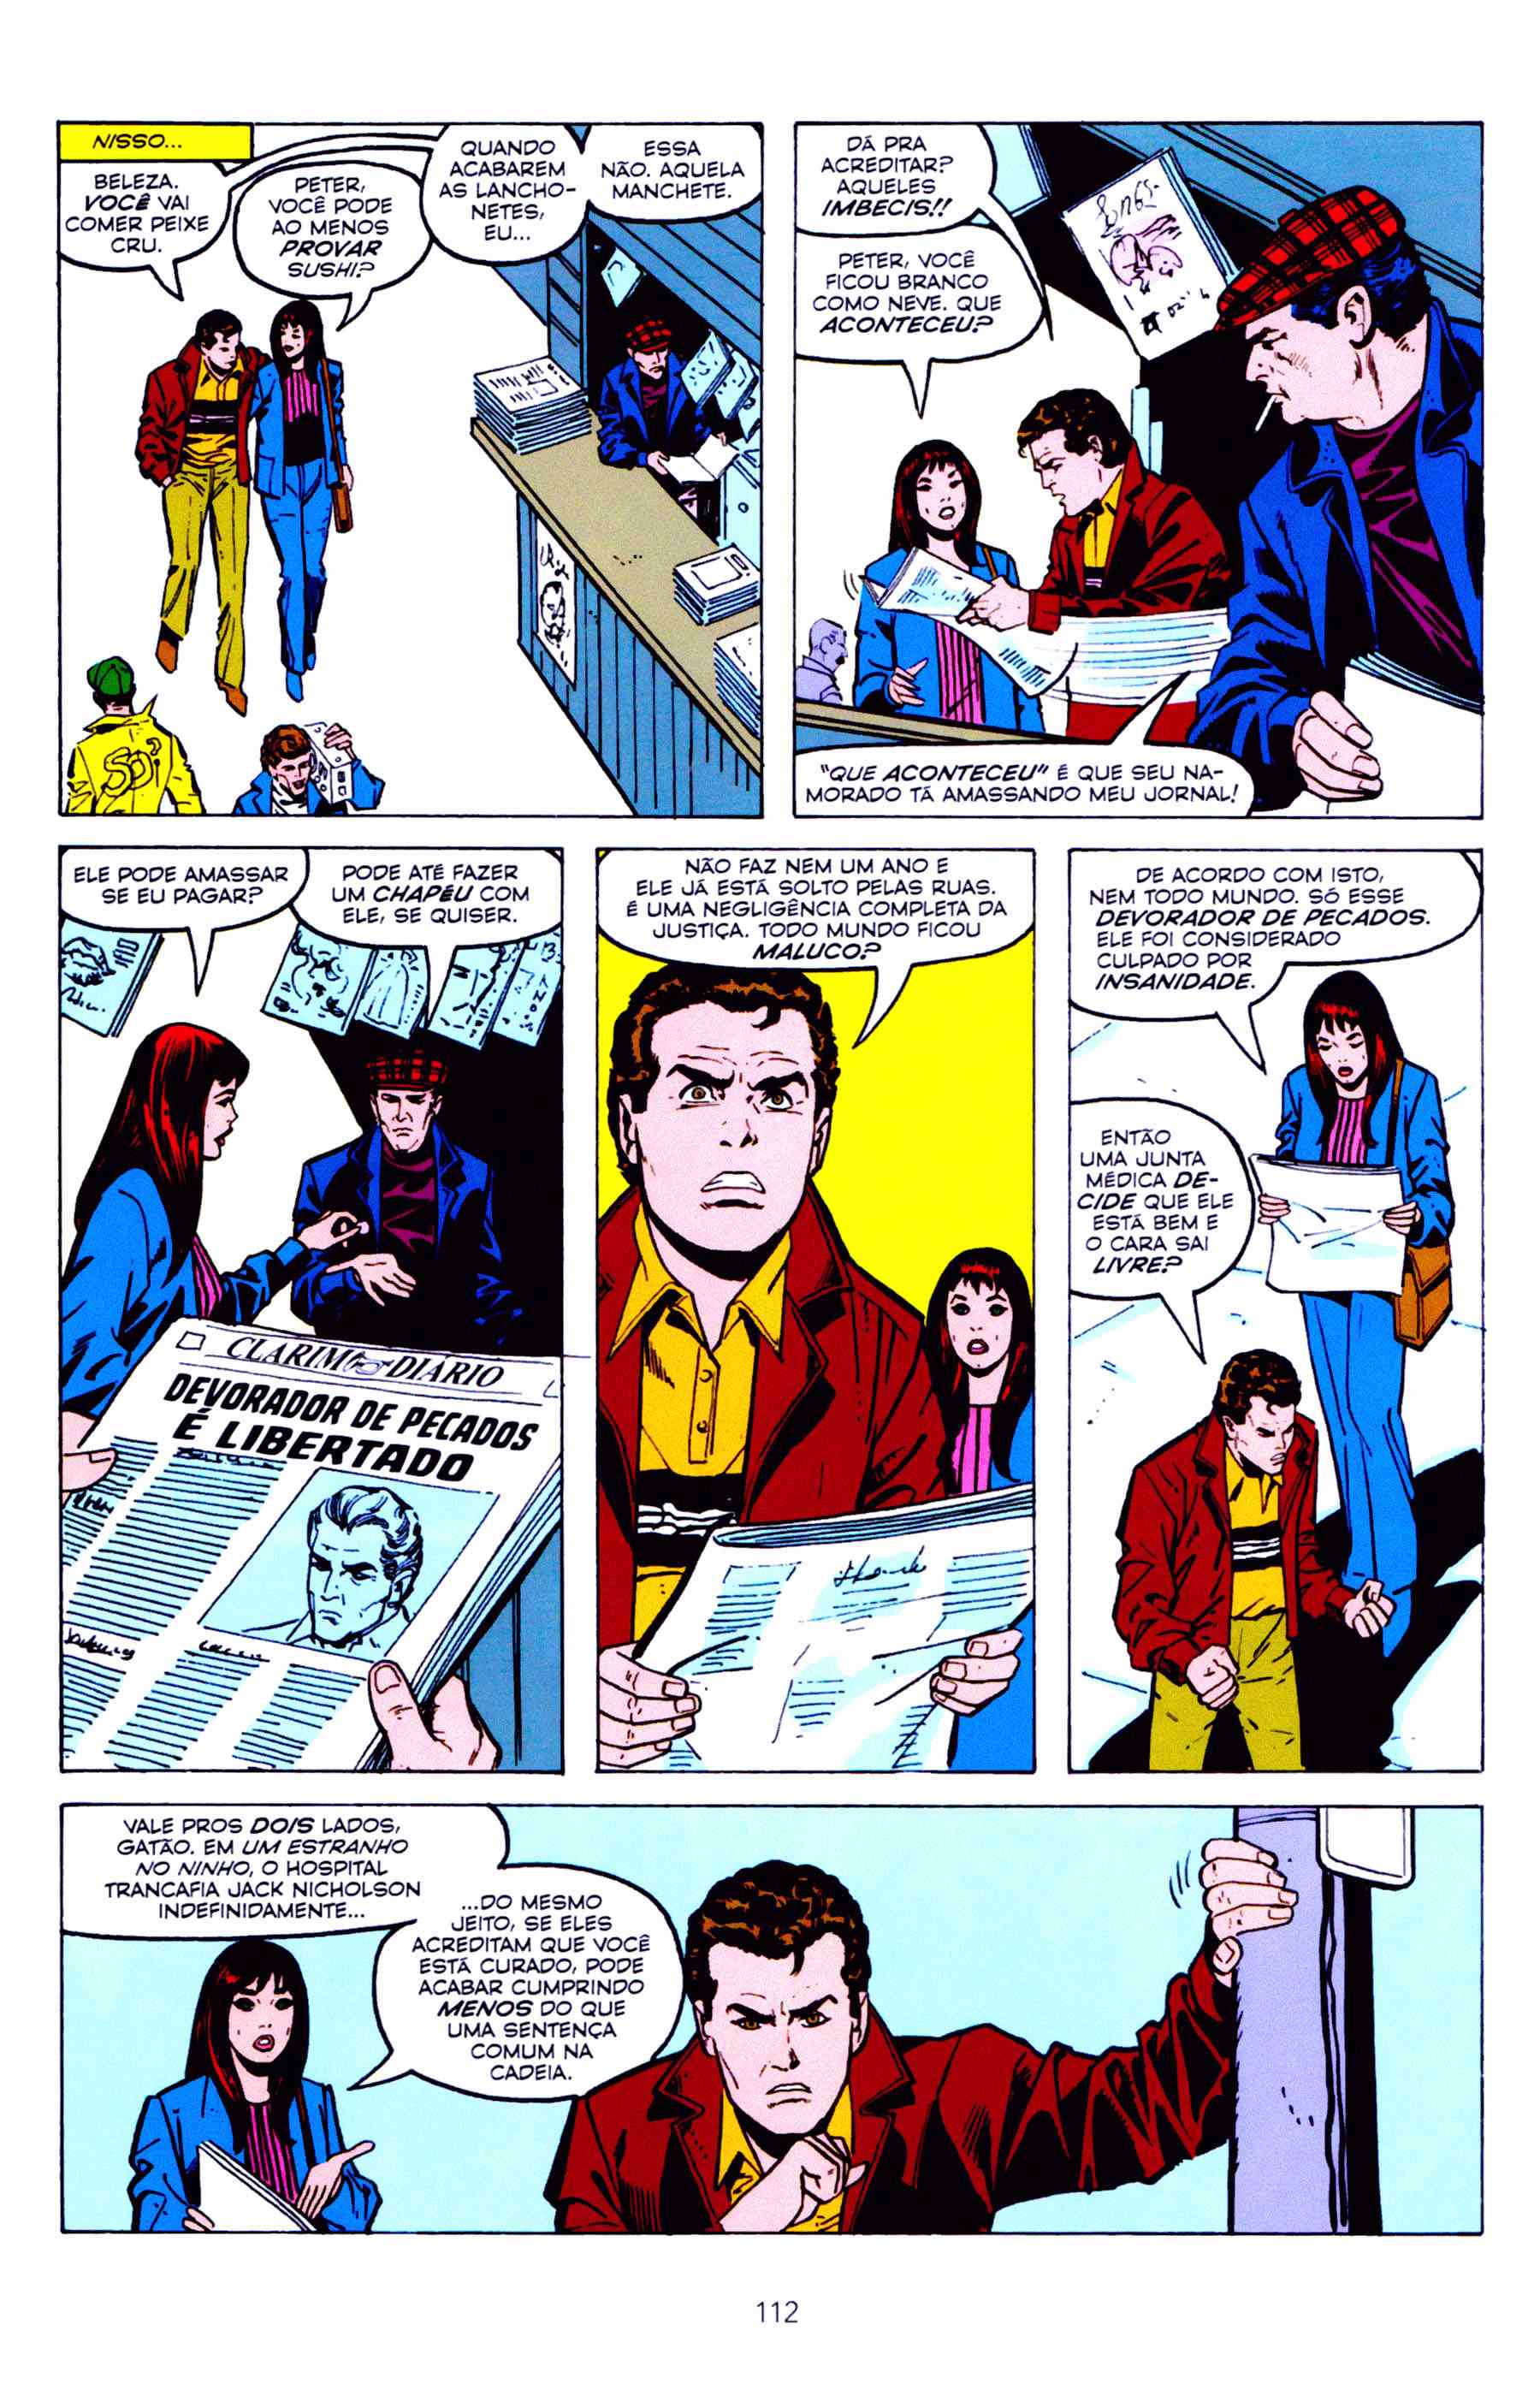 NISSO...
BELEZA.
VOCÊ VAI
COMER PEIXE
CRU.
PETER,
VOCÊ PODE
AO MENOS
PROVAR
SUSHI?
QUANDO
ACABAREM
AS LANCHO-
NETES,
EU...
ESSA
NÃO. AQUELA
MANCHETE.
SO?
DÁ PRA
ACREDITAR?
AQUELES
IMBECIS!!
PETER, VOCÊ
FICOU BRANCO
COMO NEVE. QUE
ACONTECEU?
"QUE ACONTECEU" É QUE SEU NA-
MORADO TÁ AMASSANDO MEU JORNAL!
ELE PODE AMASSAR
SE EU PAGAR?
PODE ATÉ FAZER
UM CHAPÉU COM
ELE, SE QUISER.
CLARIM DIÁRIO
DEVORADOR DE PECADOS
É LIBERTADO
NÃO FAZ NEM UM ANO E
ELE JÁ ESTÁ SOLTO PELAS RUAS.
É UMA NEGLIGÊNCIA COMPLETA DA
JUSTIÇA. TODO MUNDO FICOU
MALUCO?
DE ACORDO COM ISTO,
NEM TODO MUNDO. SÓ ESSE
DEVORADOR DE PECADOS.
ELE FOI CONSIDERADO
CULPADO POR
INSANIDADE.
ENTÃO
UMA JUNTA
MÉDICA DE-
CIDE QUE ELE
ESTÁ BEM E
O CARA SAI
LIVRE?
VALE PROS DOIS LADOS,
GATÃO. EM UM ESTRANHO
NO NINHO, O HOSPITAL
TRANCAFIA JACK NICHOLSON
INDEFINIDAMENTE...
...DO MESMO
JEITO, SE ELES
ACREDITAM QUE VOCÊ
ESTÁ CURADO, PODE
ACABAR CUMPRINDO
MENOS DO QUE
UMA SENTENÇA
COMUM NA
CADEIA.
112